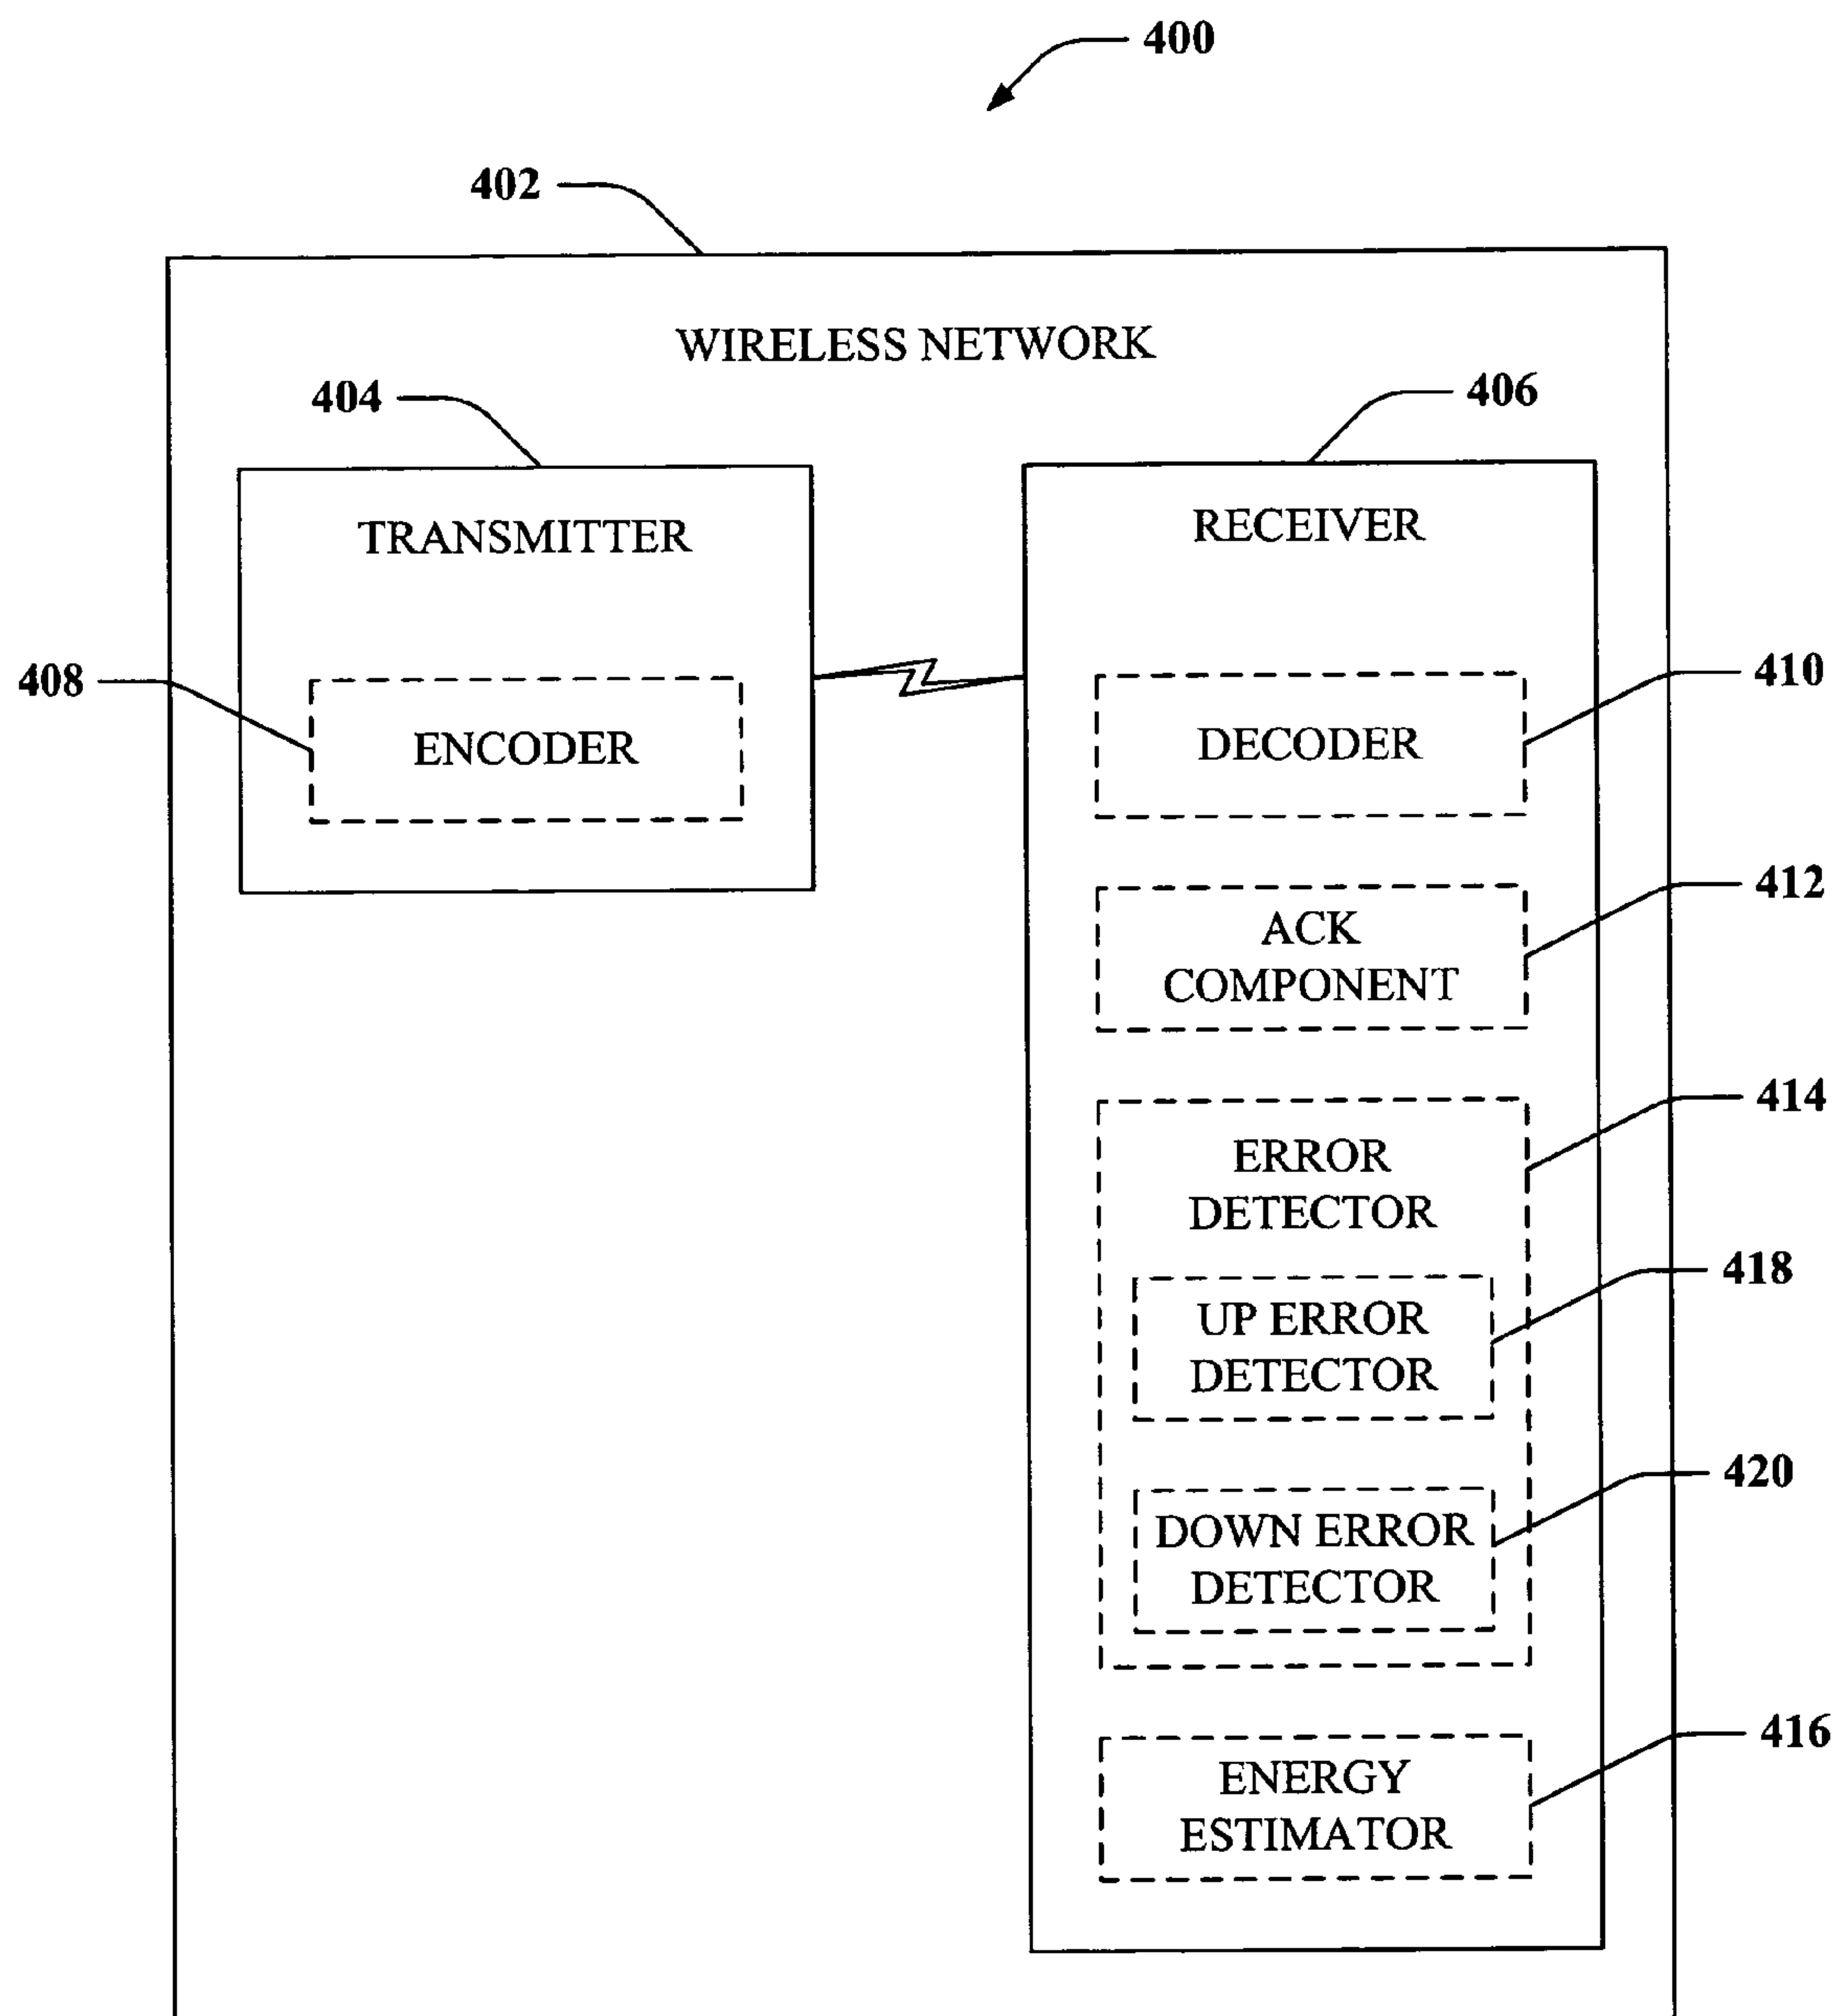 400
402
WIRELESS NETWORK
404
406
TRANSMITTER
RECEIVER
408
ENCODER
DECODER
410
ACK
COMPONENT
412
ERROR
DETECTOR
414
UP ERROR
DETECTOR
418
DOWN ERROR
DETECTOR
420
ENERGY
ESTIMATOR
416